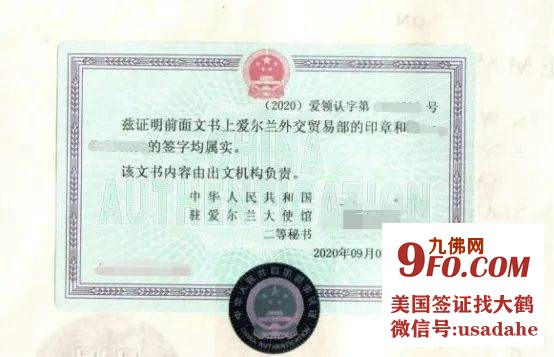 （2020）爱领认字第 号
兹证明前面文书上爱尔兰外交贸易部的印章和
的签字均属实。
该文书内容由出文机构负责。
CHINA
AUTHENTICATION
中华人民共和国
驻爱尔兰大使馆
二等秘书
2020年09月0
CHINA AUTHENTICATION
九佛网
9FO.COM
美国签证找大鹤
微信号:usadahe